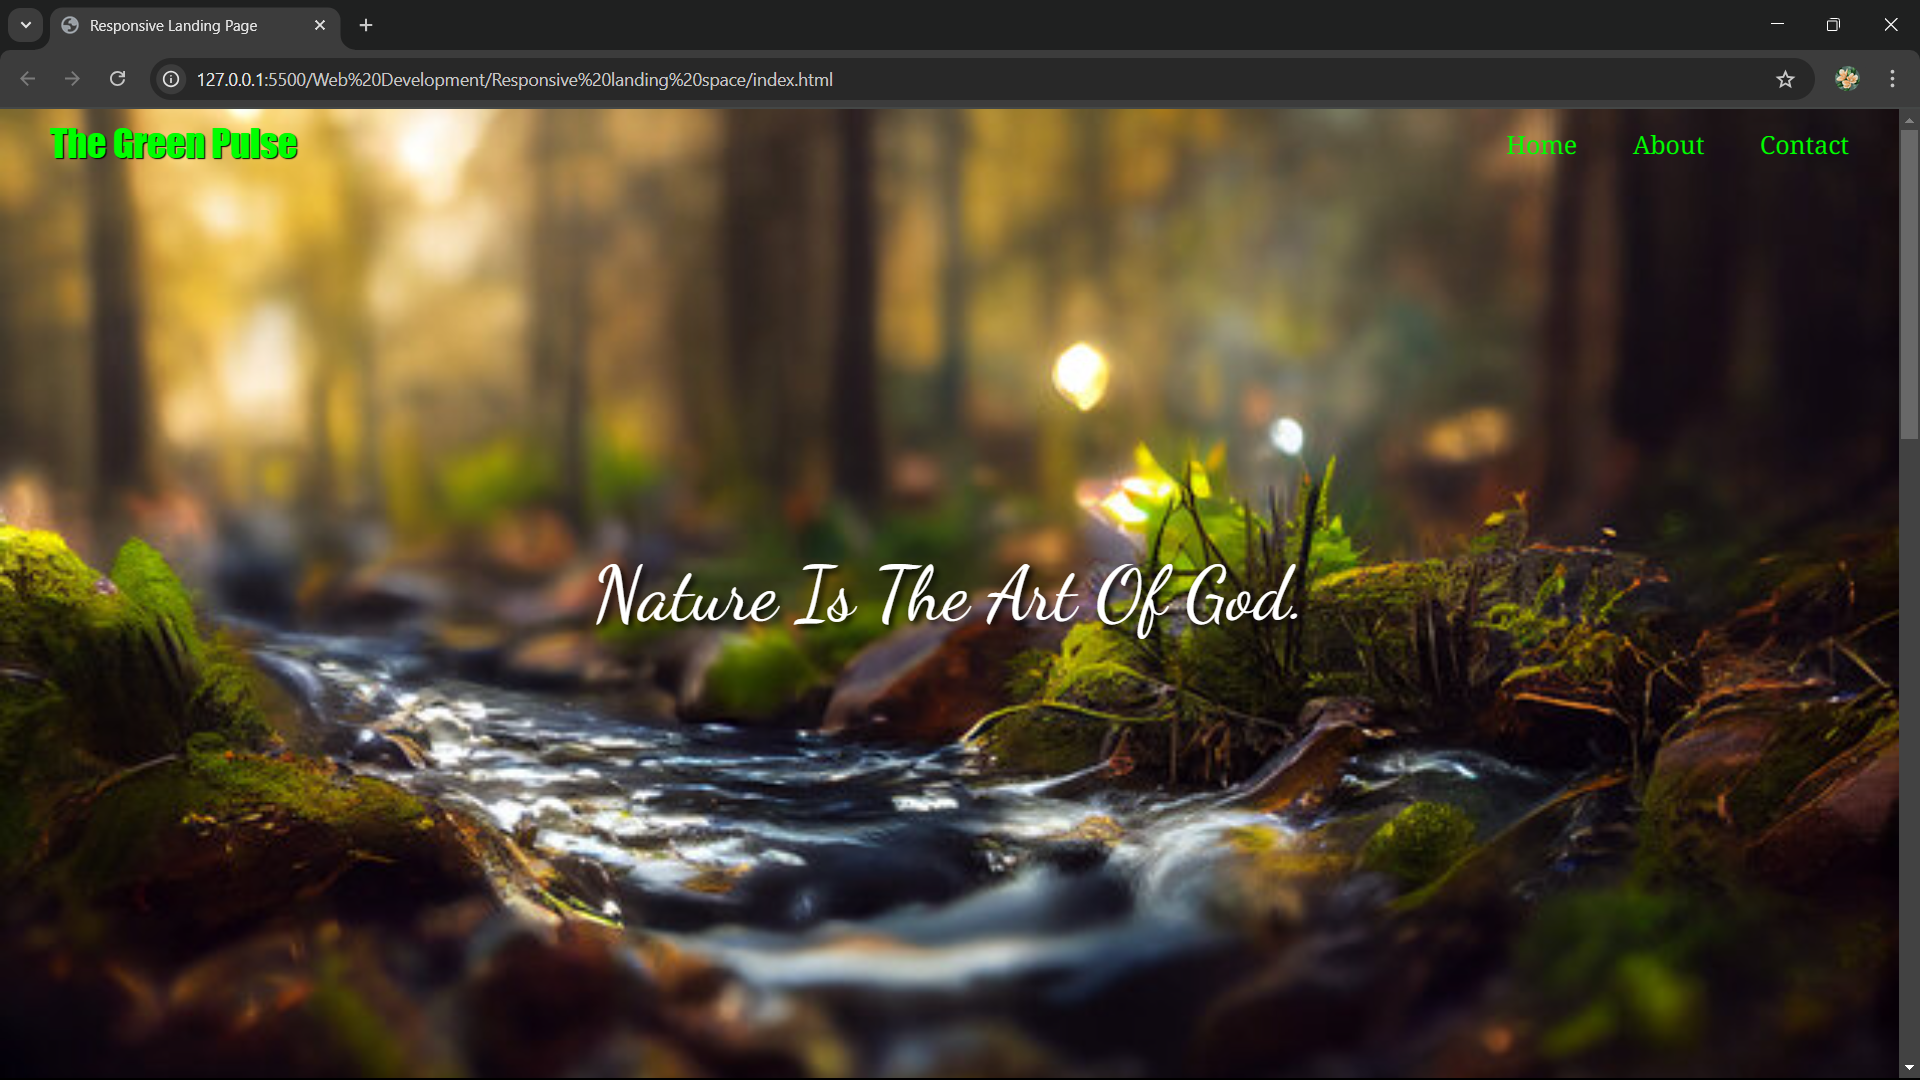 Responsive Landing Page
127.0.0.1:5500/Web%20Development/Responsive%20landing%20space/index.html
The Green Pulse
Home About Contact
Nature Is The Art Of God.